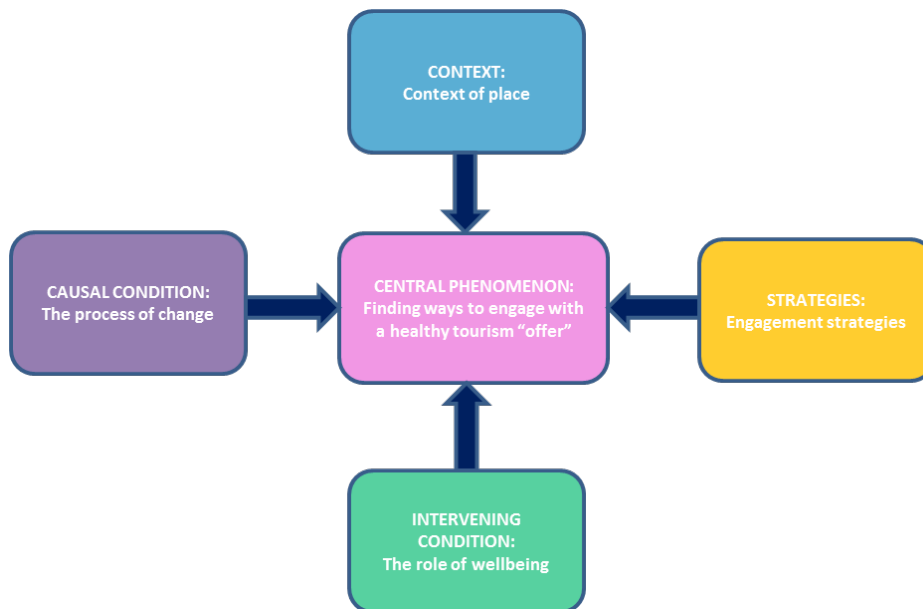 CONTEXT:
Context of place
CAUSAL CONDITION:
The process of change
CENTRAL PHENOMENON:
Finding ways to engage with
a healthy tourism “offer”
STRATEGIES:
Engagement strategies
INTERVENING
CONDITION:
The role of wellbeing